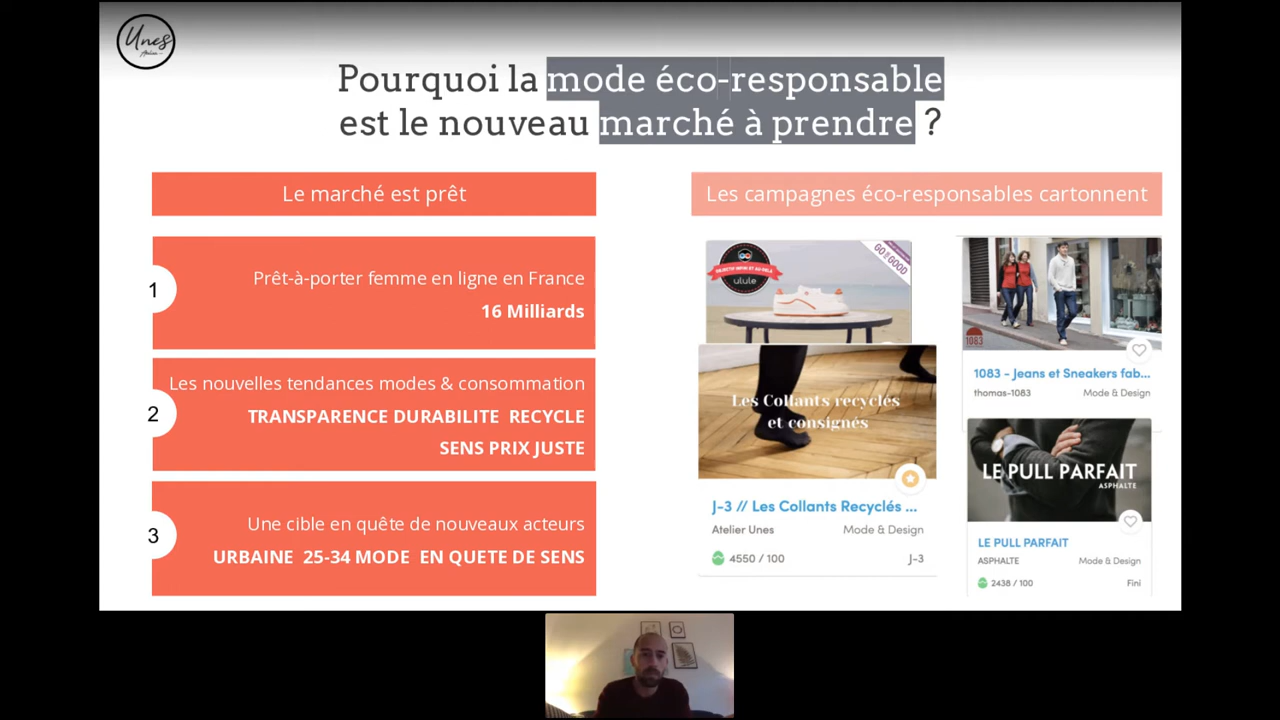 Unes
Atelier
Pourquoi la mode éco-responsable
est le nouveau marché à prendre ?
Le marché est prêt
1
Prêt-à-porter femme en ligne en France
16 Milliards
2
Les nouvelles tendances modes & consommation
TRANSPARENCE DURABILITE RECYCLE
SENS PRIX JUSTE
3
Une cible en quête de nouveaux acteurs
URBAINE 25-34 MODE EN QUETE DE SENS
Les campagnes éco-responsables cartonnent
OBJECTIF INFINI ET AU-DELÀ
ulule
GOOD
Les Collants recyclés
et consignés
J-3 // Les Collants Recyclés ...
Atelier Unes Mode & Design
4550 / 100 J-3
1083
1083 - Jeans et Sneakers fab...
thomas-1083 Mode & Design
LE PULL PARFAIT
ASPHALTE
LE PULL PARFAIT
ASPHALTE Mode & Design
2438 / 100 Fini